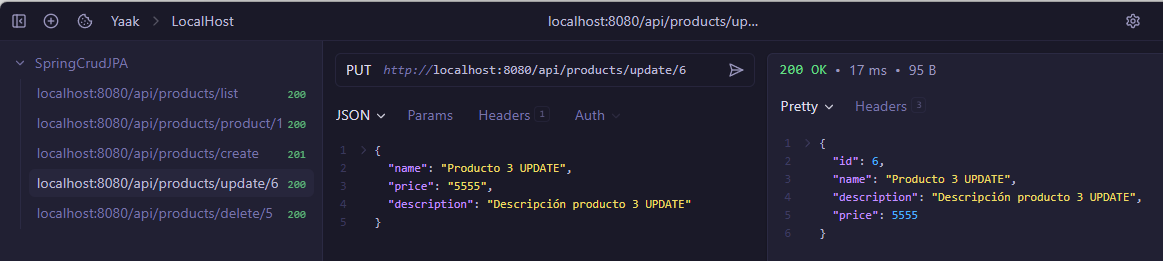 Yaak > LocalHost
localhost:8080/api/products/up...
SpringCrudJPA
localhost:8080/api/products/list 200
localhost:8080/api/products/product/1 200
localhost:8080/api/products/create 201
localhost:8080/api/products/update/6 200
localhost:8080/api/products/delete/5 200
PUT http://localhost:8080/api/products/update/6
JSON Params Headers 1 Auth
1 {
2 "name": "Producto 3 UPDATE",
3 "price": "5555",
4 "description": "Descripción producto 3 UPDATE"
5 }
200 OK • 17 ms • 95 B
Pretty Headers 3
1 {
2 "id": 6,
3 "name": "Producto 3 UPDATE",
4 "description": "Descripción producto 3 UPDATE",
5 "price": 5555
6 }